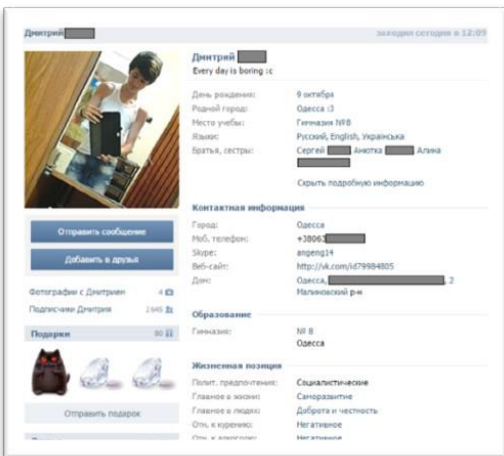 Дмитрий
заходил сегодня в 12:09
Дмитрий
Every day is boring :c
День рождения: 9 октября
Родной город: Одесса :3
Место учебы: Гимназия №8
Языки: Русский, English, Українська
Братья, сестры: Сергей Анютка Алина
Скрыть подробную информацию
Контактная информация
Город: Одесса
Моб. телефон: +38063
Skype: angeng14
Веб-сайт: http://vk.com/id79984805
Дом: Одесса, , 2
Малиновский р-н
Образование
Гимназия: № 8
Одесса
Жизненная позиция
Полит. предпочтения: Социалистические
Главное в жизни: Саморазвитие
Главное в людях: Доброта и честность
Отн. к курению: Негативное
Отн. к алкоголю: Негативное
Отправить сообщение
Добавить в друзья
Фотографии с Дмитрием 4
Подписчики Дмитрия 2645
Подарки 80
Отправить подарок